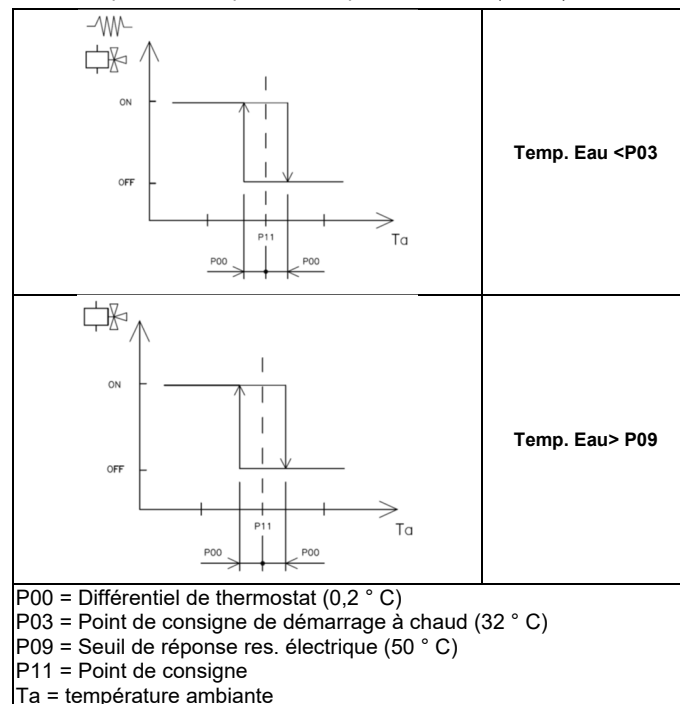 ON
OFF
P11
Ta
P00
P00
Temp. Eau <P03
ON
OFF
P11
Ta
P00
P00
Temp. Eau> P09
P00 = Différentiel de thermostat (0,2 ° C)
P03 = Point de consigne de démarrage à chaud (32 ° C)
P09 = Seuil de réponse res. électrique (50 ° C)
P11 = Point de consigne
Ta = température ambiante